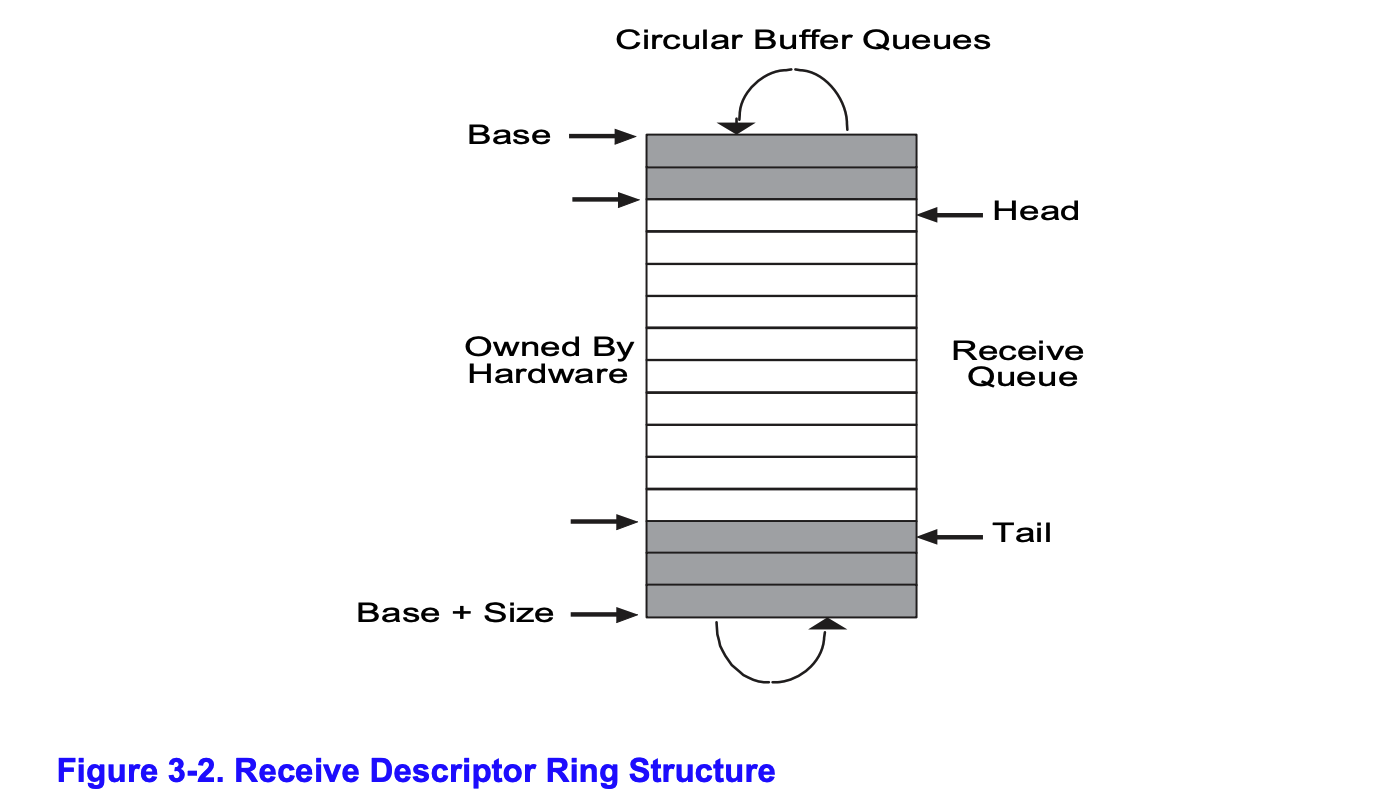 Circular Buffer Queues
Base
Head
Owned By
Hardware
Receive
Queue
Tail
Base + Size
Figure 3-2. Receive Descriptor Ring Structure